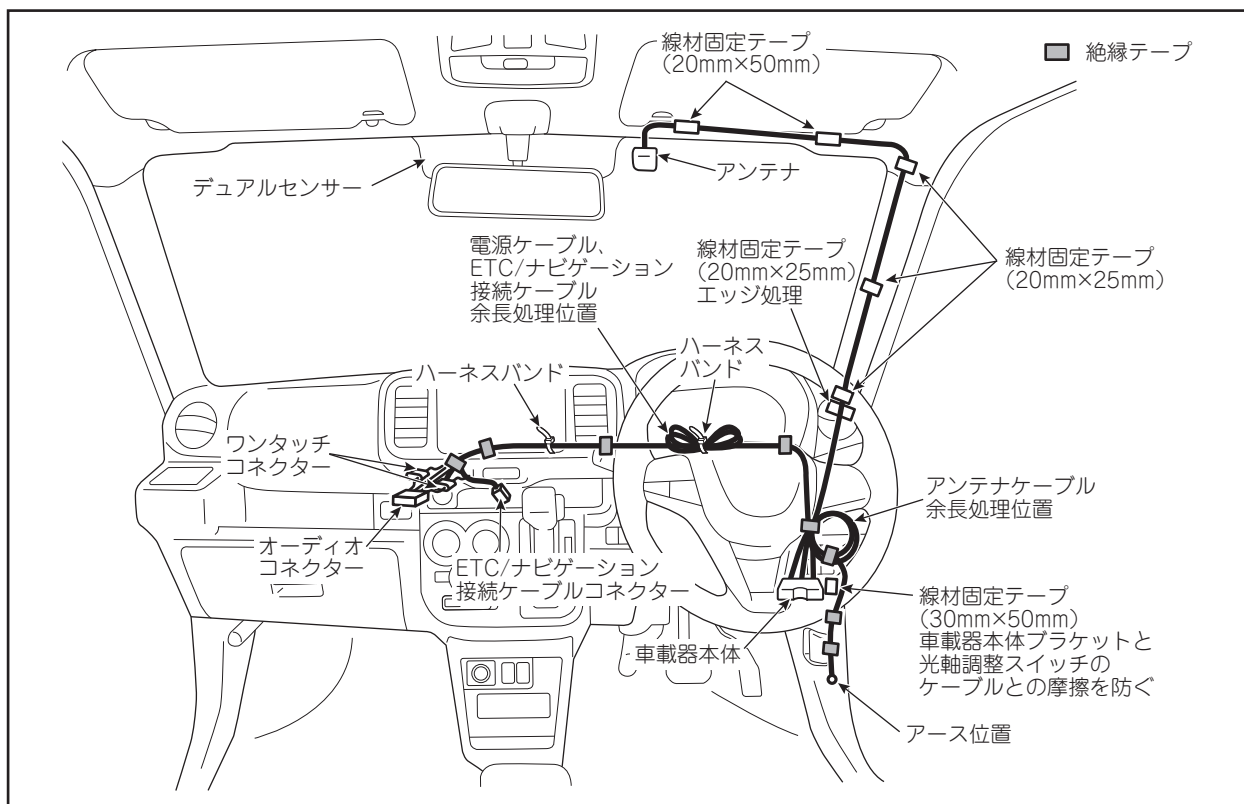 線材固定テープ
(20mm×50mm)
絶縁テープ
デュアルセンサー
アンテナ
電源ケーブル、
ETC/ナビゲーション
接続ケーブル
余長処理位置
線材固定テープ
(20mm×25mm)
エッジ処理
線材固定テープ
(20mm×25mm)
ハーネスバンド
ハーネス
バンド
ワンタッチ
コネクター
アンテナケーブル
余長処理位置
オーディオ
コネクター
ETC/ナビゲーション
接続ケーブルコネクター
車載器本体
線材固定テープ
(30mm×50mm)
車載器本体ブラケットと
光軸調整スイッチの
ケーブルとの摩擦を防ぐ
アース位置